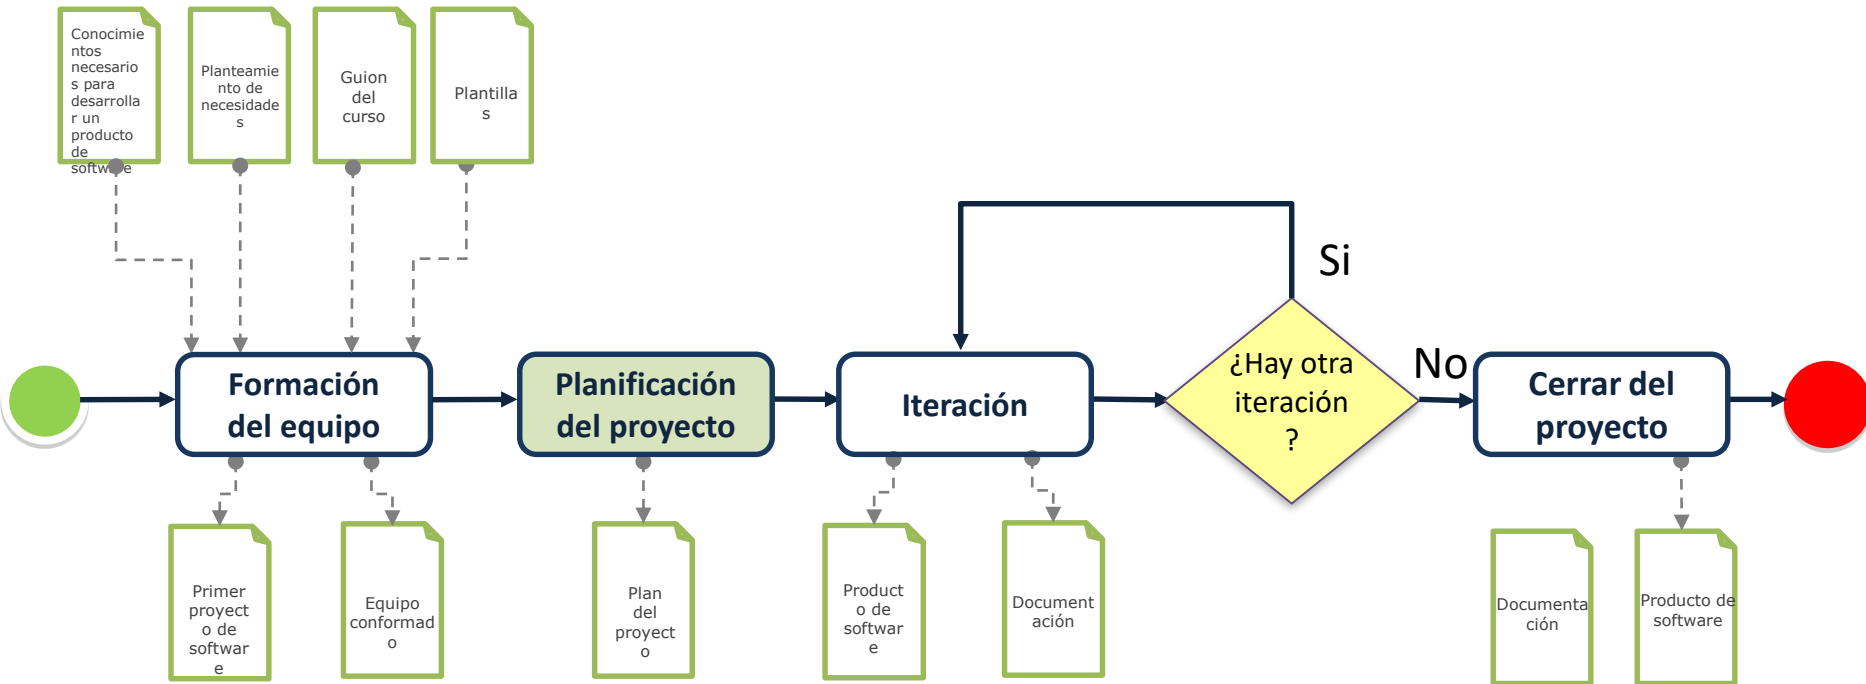 Conocimie
ntos
necesario
s para
desarrolla
r un
producto
de
software
Planteamie
nto de
necesidade
s
Guion
del
curso
Plantilla
s
Si
Formación
del equipo
Planificación
del proyecto
Iteración
¿Hay otra
iteración
?
No
Cerrar del
proyecto
Primer
proyect
o de
softwar
e
Equipo
conformad
o
Plan
del
proyect
o
Product
o de
softwar
e
Document
ación
Documenta
ción
Producto de
software